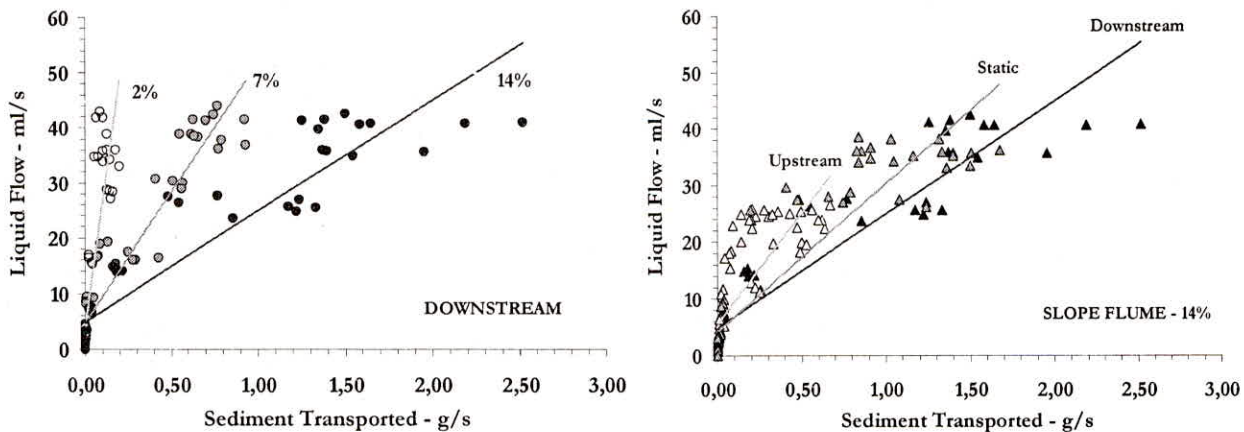 60
50
40
30
20
10
0
Liquid Flow - ml/s
2%
7%
14%
DOWNSTREAM
0,00 0,50 1,00 1,50 2,00 2,50 3,00
Sediment Transported - g/s
60
50
40
30
20
10
0
Liquid Flow - ml/s
Downstream
Static
Upstream
SLOPE FLUME - 14%
0,00 0,50 1,00 1,50 2,00 2,50 3,00
Sediment Transported - g/s